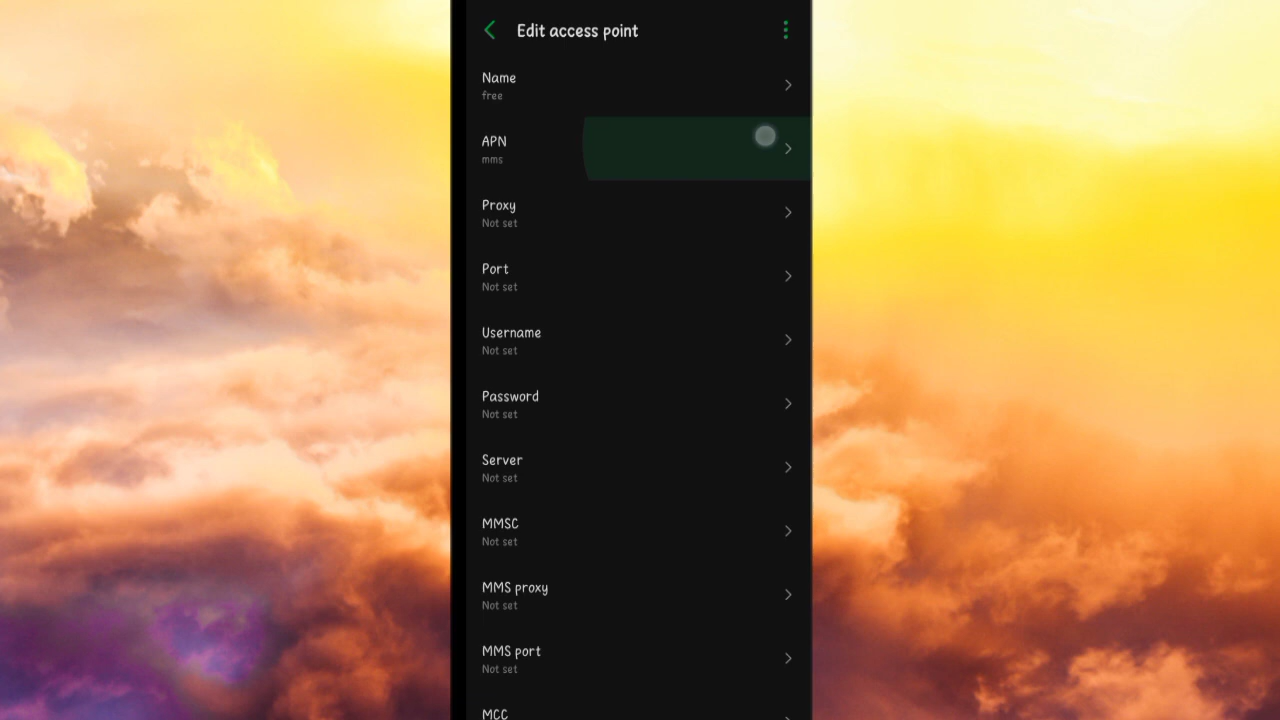 Edit access point
Name
free
APN
mms
Proxy
Not set
Port
Not set
Username
Not set
Password
Not set
Server
Not set
MMSC
Not set
MMS proxy
Not set
MMS port
Not set
MCC